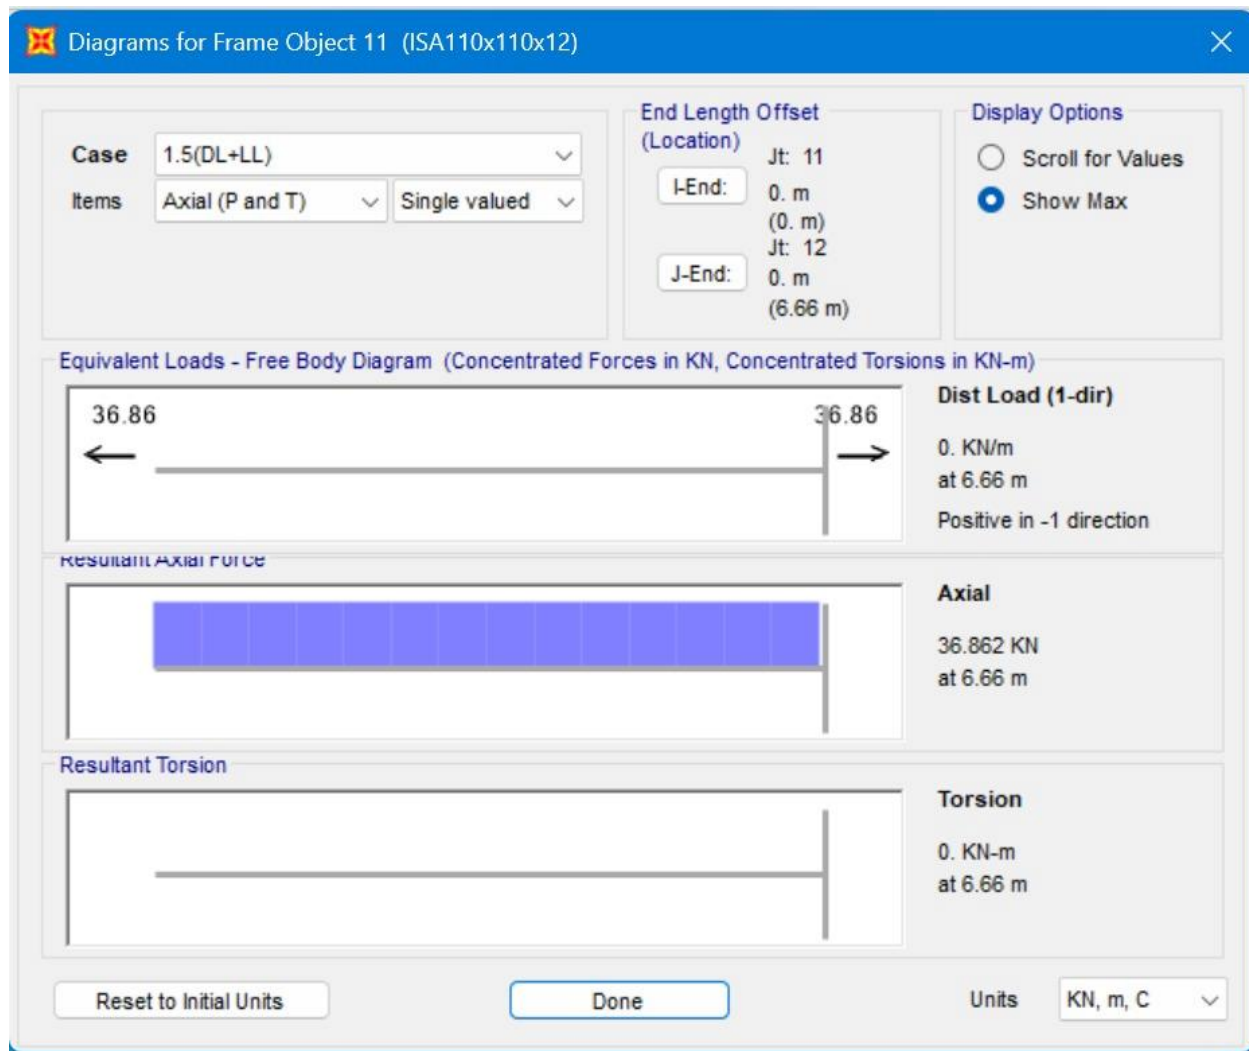 Diagrams for Frame Object 11 (ISA110x110x12)
Case 1.5(DL+LL)
Items Axial (P and T) Single valued
End Length Offset
(Location)
Jt: 11
I-End: 0. m
(0. m)
Jt: 12
J-End: 0. m
(6.66 m)
Display Options
Scroll for Values
Show Max
Equivalent Loads - Free Body Diagram (Concentrated Forces in KN, Concentrated Torsions in KN-m)
36.86 36.86
Dist Load (1-dir)
0. KN/m
at 6.66 m
Positive in -1 direction
Resultant Axial Force
Axial
36.862 KN
at 6.66 m
Resultant Torsion
Torsion
0. KN-m
at 6.66 m
Reset to Initial Units Done Units KN, m, C